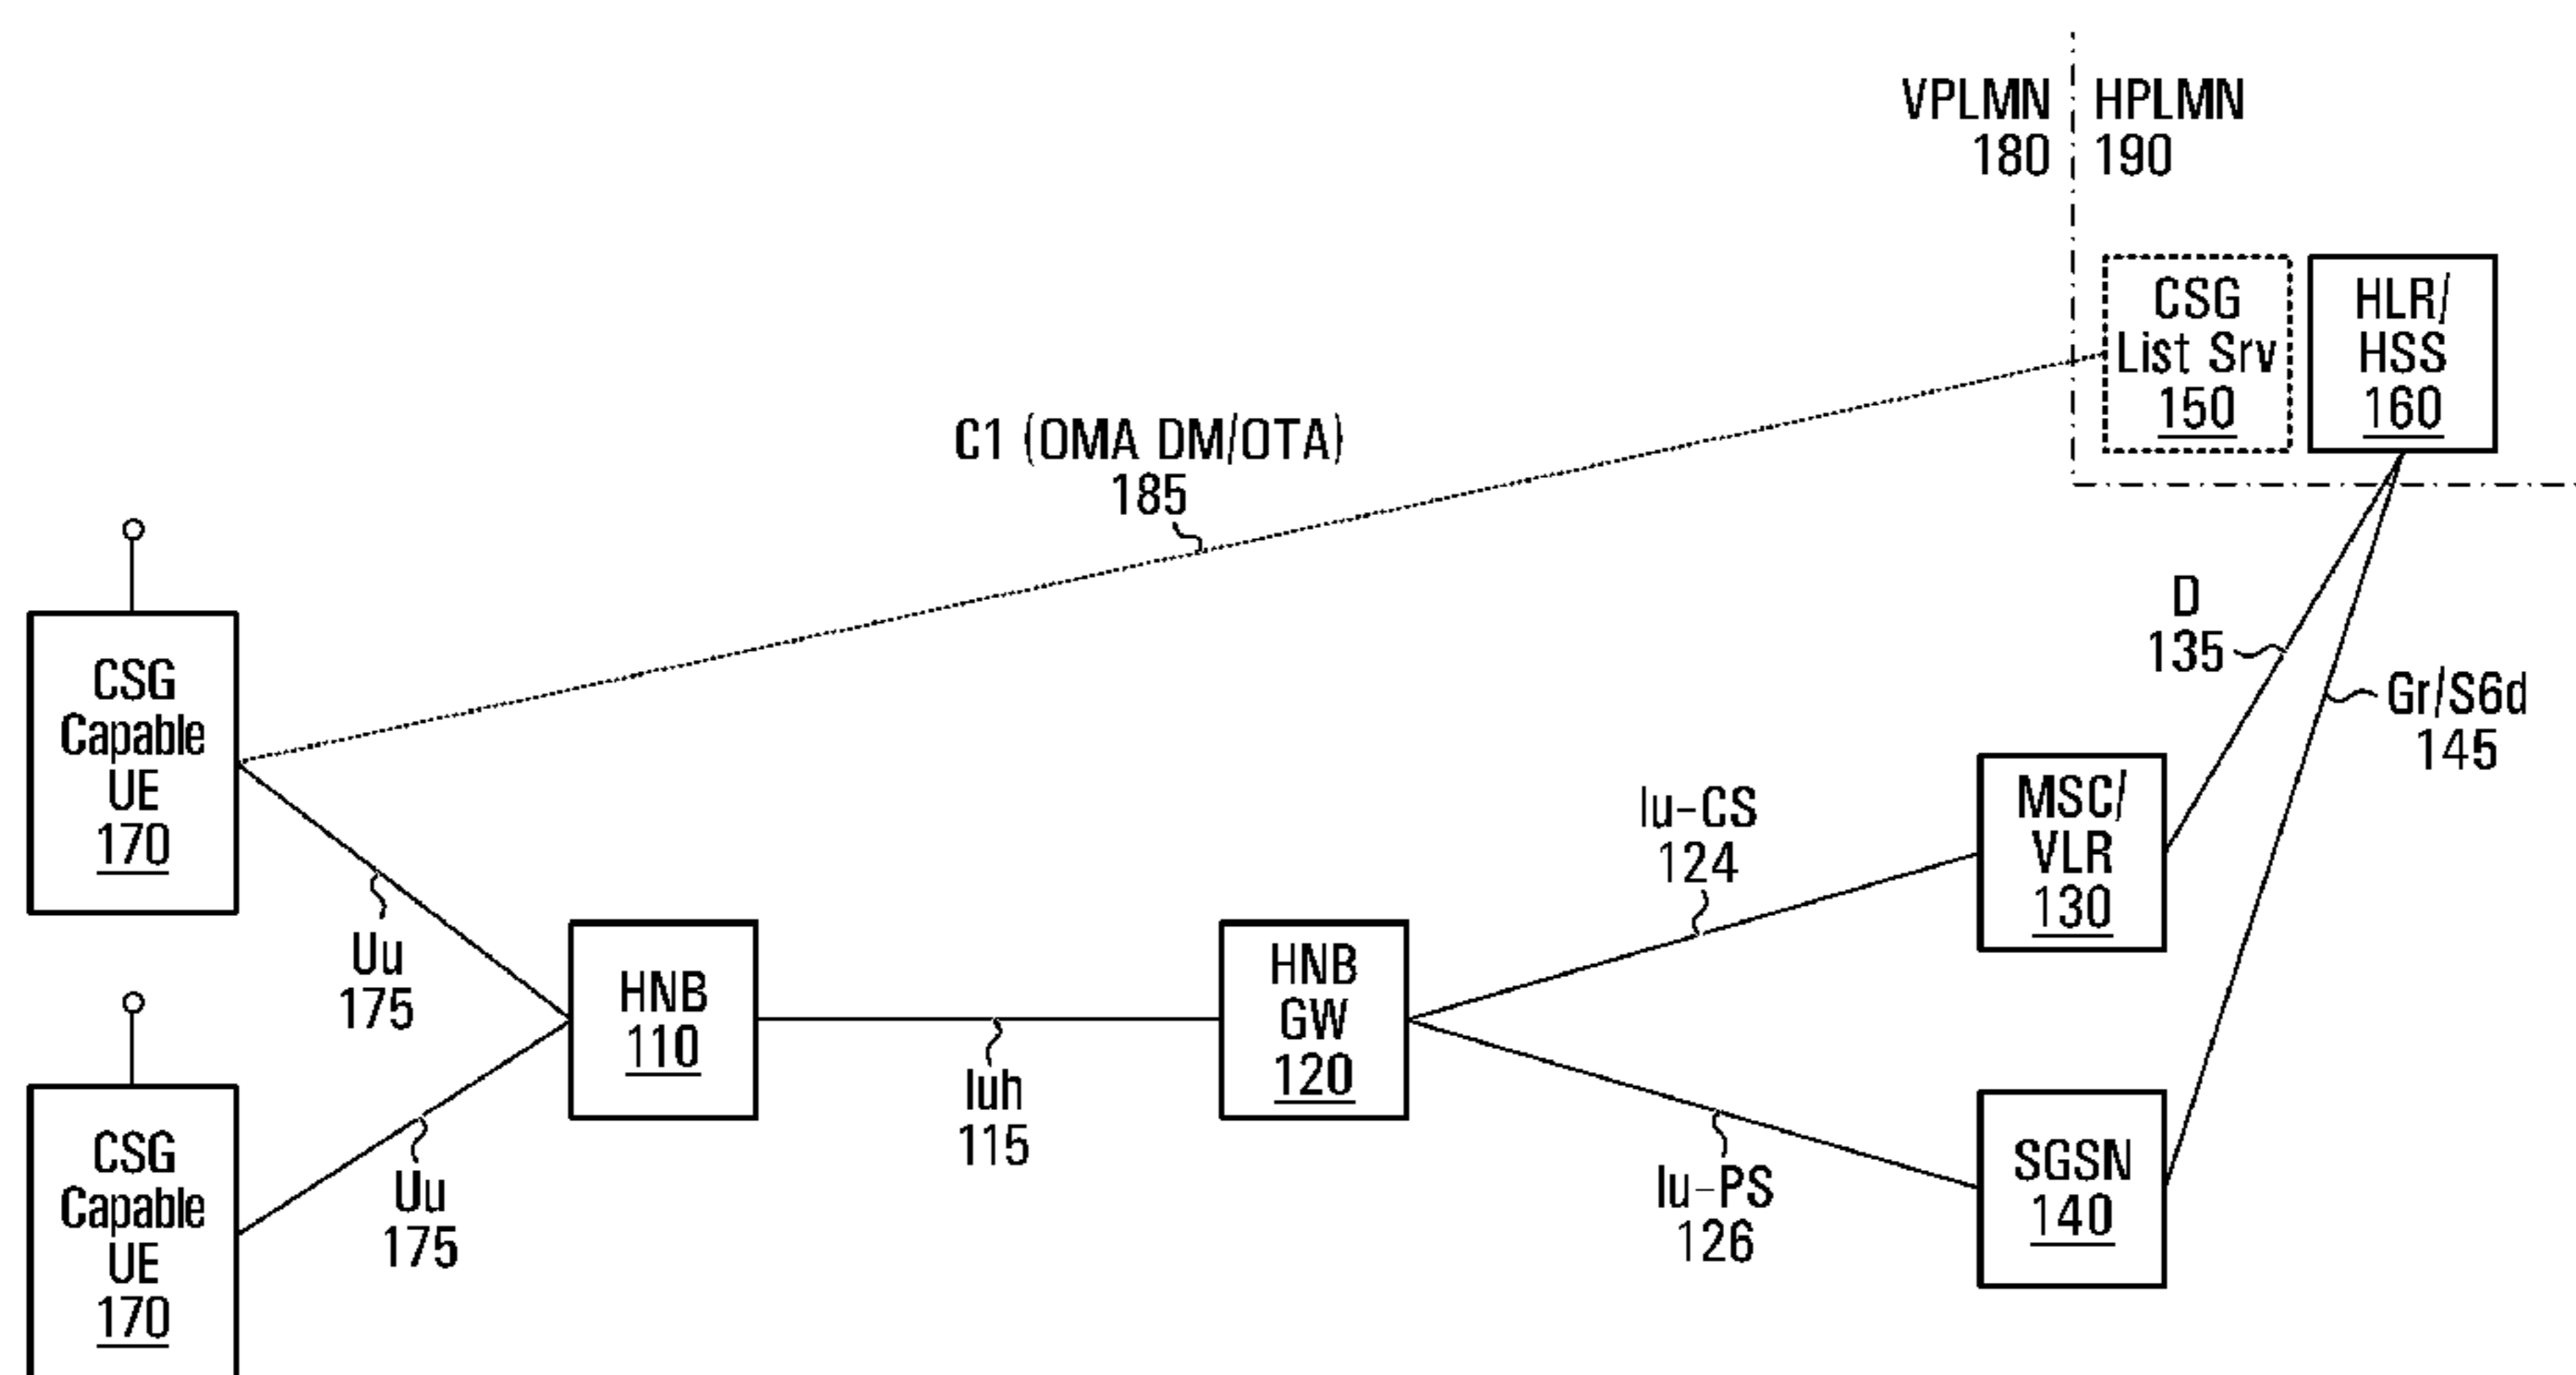 VPLMN
180
HPLMN
190
CSG
List Srv
150
HLR/
HSS
160
C1 (OMA DM/OTA)
185
D
135
Gr/S6d
145
CSG
Capable
UE
170
Uu
175
HNB
110
Iuh
115
HNB
GW
120
Iu-CS
124
MSC/
VLR
130
Iu-PS
126
SGSN
140
CSG
Capable
UE
170
Uu
175